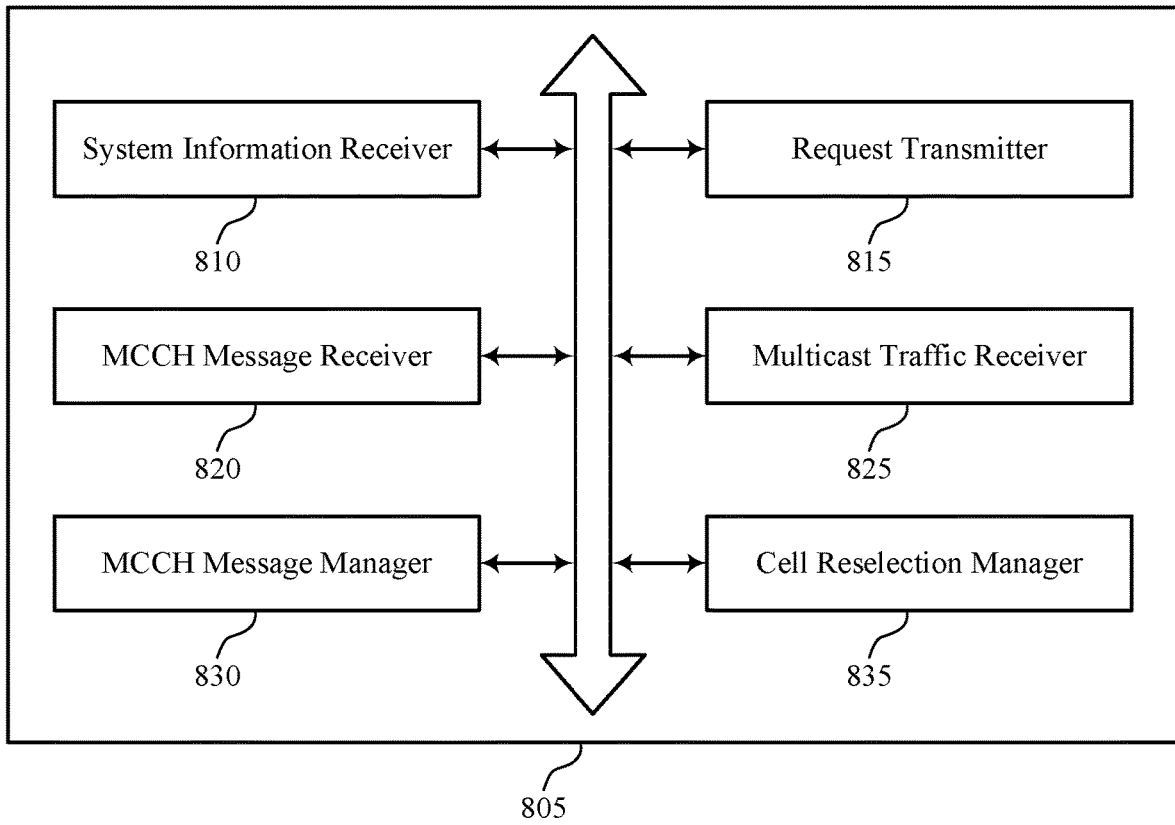 System Information Receiver
Request Transmitter
810
815
MCCH Message Receiver
Multicast Traffic Receiver
820
825
MCCH Message Manager
Cell Reselection Manager
830
835
805